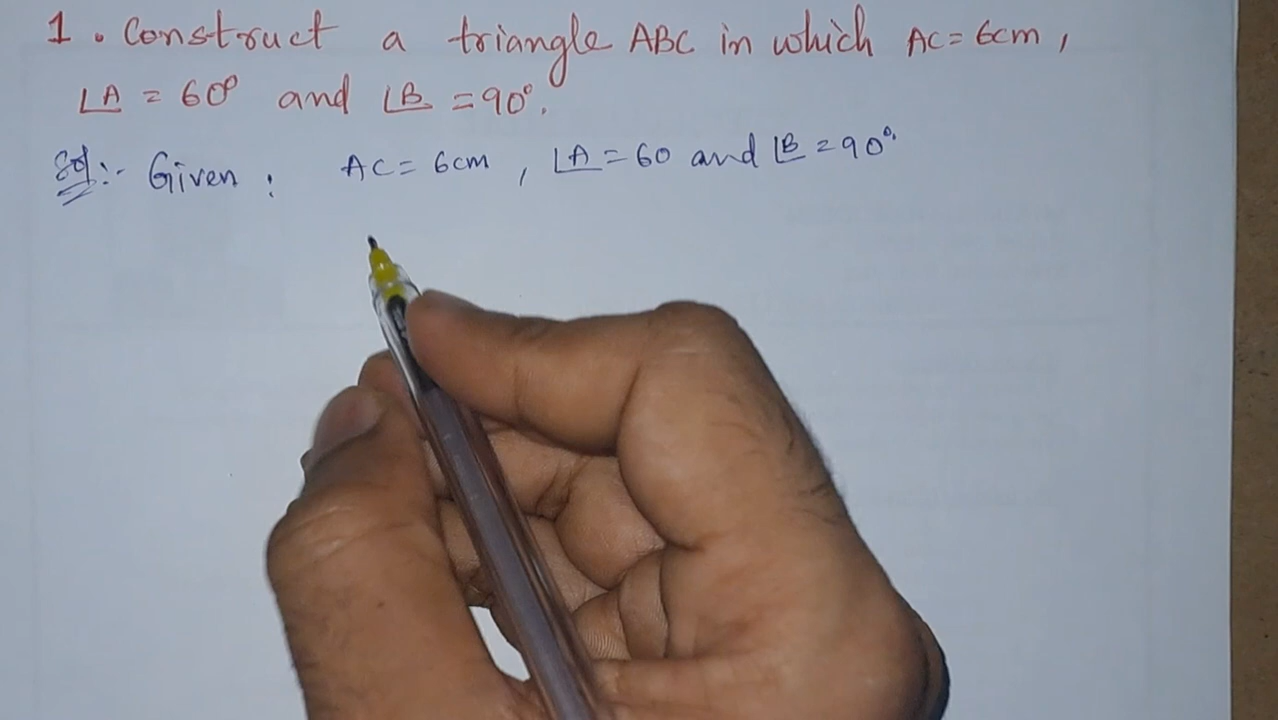 1. Construct a triangle ABC in which AC = 6cm,
∠A = 60° and ∠B = 90°.
Sol:- Given : AC = 6cm, ∠A = 60 and ∠B = 90°.